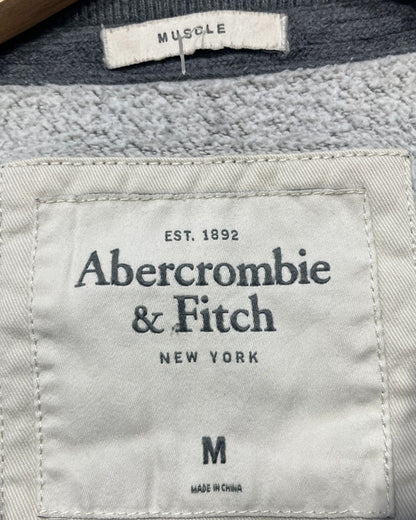 MUSCLE
EST. 1892
Abercrombie
& Fitch
NEW YORK
M
MADE IN CHINA